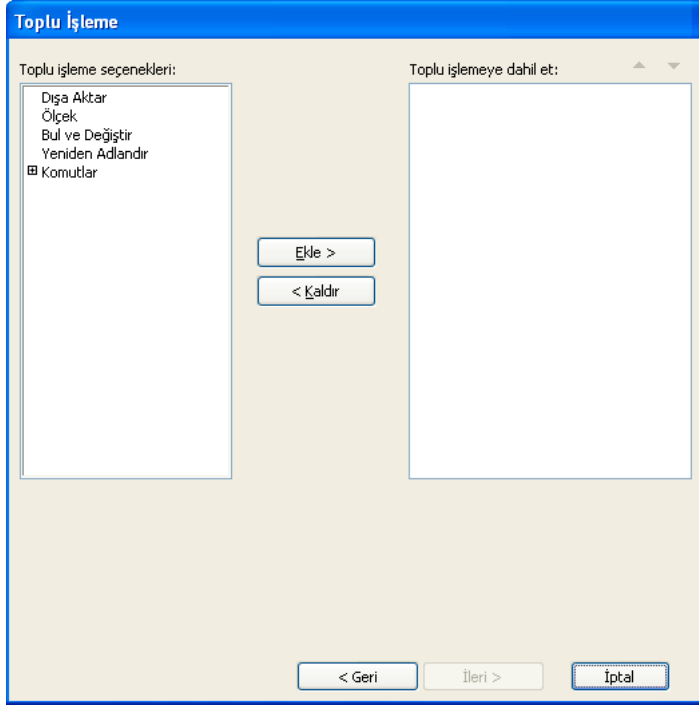 Toplu İşleme
Toplu işleme seçenekleri:
Toplu işlemeye dahil et:
Dışa Aktar
Ölçek
Bul ve Değiştir
Yeniden Adlandır
Komutlar
Ekle >
< Kaldır
< Geri
İleri >
İptal